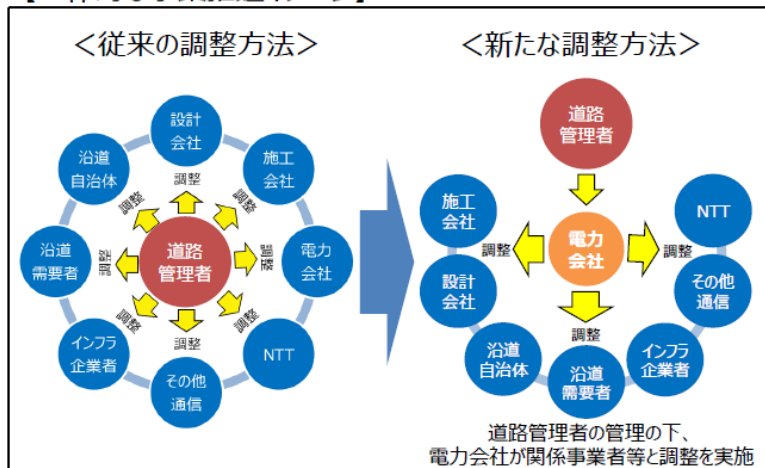 ＜従来の調整方法＞
設計
会社
施工
会社
電力
会社
NTT
その他
通信
インフラ
企業者
沿道
需要者
沿道
自治体
道路
管理者
調整
調整
調整
調整
調整
調整
調整
調整
＜新たな調整方法＞
道路
管理者
電力
会社
調整
調整
調整
施工
会社
設計
会社
沿道
自治体
沿道
需要者
インフラ
企業者
その他
通信
NTT
道路管理者の管理の下、
電力会社が関係事業者等と調整を実施